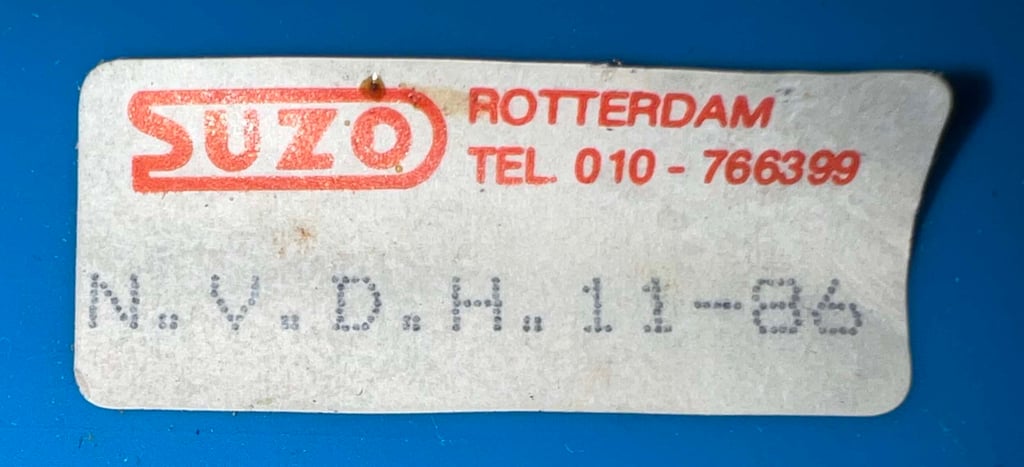 SUZO
ROTTERDAM
TEL. 010 - 766399
N.V.D.H. 11-86